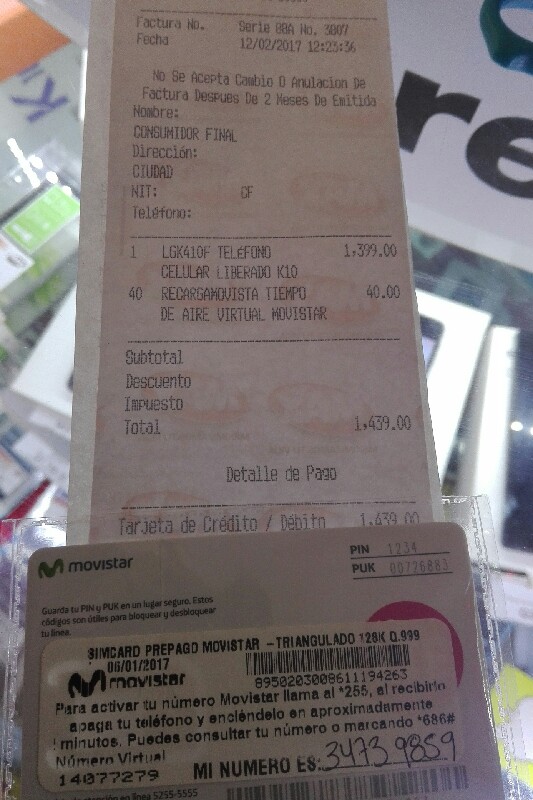 Factura No. Serie BBA No. 3807
Fecha 12/02/2017 12:23:36
No Se Acepta Cambio O Anulacion De
Factura Despues De 2 Meses De Emitida
Nombre:
CONSUMIDOR FINAL
Dirección:
CIUDAD
NIT: CF
Teléfono:
1 LGK410F TELÉFONO 1,399.00
CELULAR LIBERADO K10
40 RECARGAMOVISTA TIEMPO 40.00
DE AIRE VIRTUAL MOVISTAR
Subtotal
Descuento
Impuesto
Total 1,439.00
Detalle de Pago
Tarjeta de Crédito / Débito 1,439.00
movistar
PIN 1234
PUK 00726883
Guarda tu PIN y PUK en un lugar seguro. Estos
códigos son útiles para bloquear y desbloquear
tu línea.
SIMCARD PREPAGO MOVISTAR -TRIANGULADO 128K Q.999
06/01/2017
movistar
8950203008611194263
Para activar tu número Movistar llama al *255, al recibirlo
apaga tu teléfono y enciéndelo en aproximadamente
minutos. Puedes consultar tu número o marcando *686#
Número Virtual
14077279 MI NUMERO ES: 3473 9859
en línea 5255-5555
re
Ki